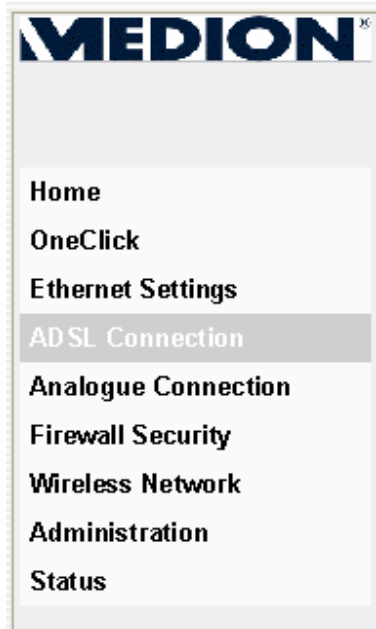 MEDION®
Home
OneClick
Ethernet Settings
ADSL Connection
Analogue Connection
Firewall Security
Wireless Network
Administration
Status